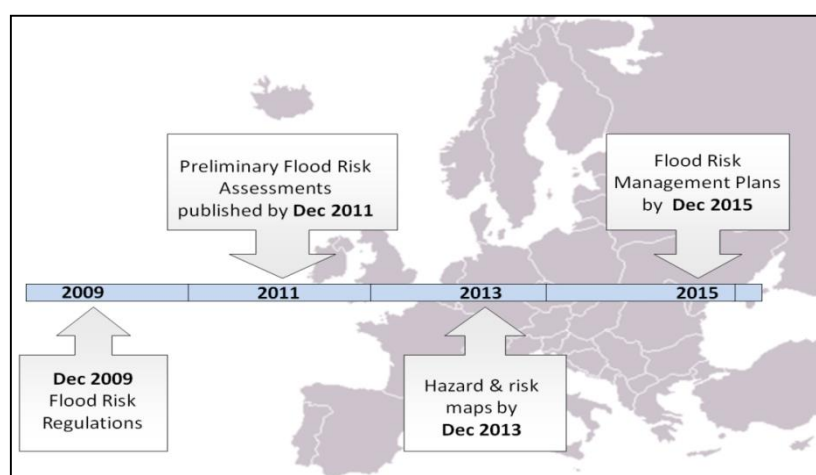 Preliminary Flood Risk
Assessments
published by Dec 2011
Flood Risk
Management Plans
by Dec 2015
2009
2011
2013
2015
Dec 2009
Flood Risk
Regulations
Hazard & risk
maps by
Dec 2013